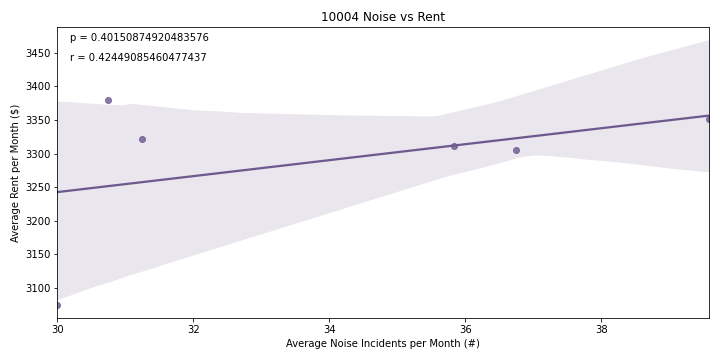 10004 Noise vs Rent
p = 0.40150874920483576
r = 0.42449085460477437
3450
3400
3350
3300
3250
3200
3150
3100
Average Rent per Month ($)
30 32 34 36 38
Average Noise Incidents per Month (#)